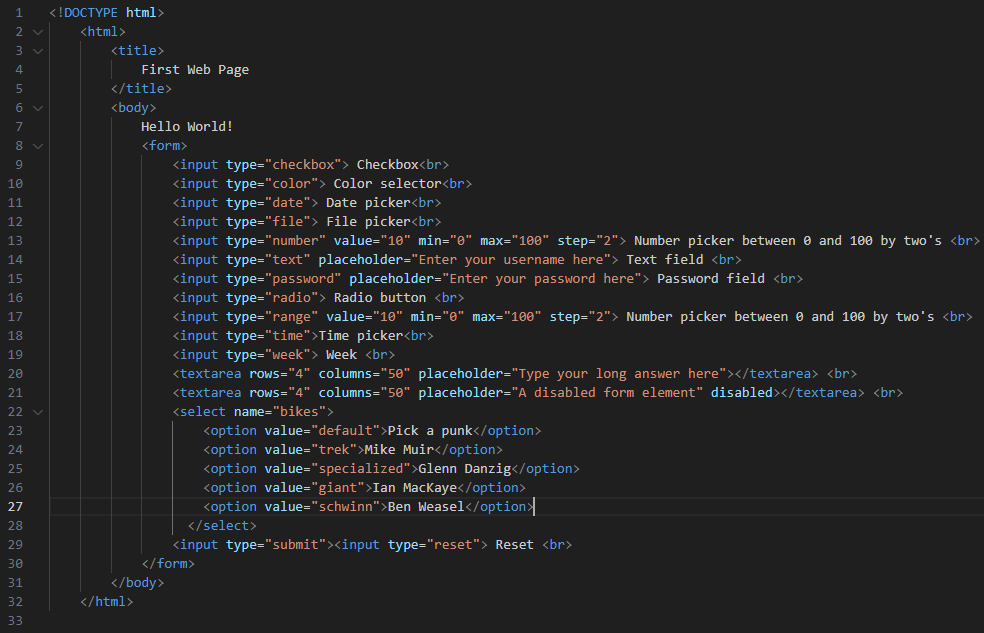 1 <!DOCTYPE html>
2 <html>
3 <title>
4 First Web Page
5 </title>
6 <body>
7 Hello World!
8 <form>
9 <input type="checkbox"> Checkbox<br>
10 <input type="color"> Color selector<br>
11 <input type="date"> Date picker<br>
12 <input type="file"> File picker<br>
13 <input type="number" value="10" min="0" max="100" step="2"> Number picker between 0 and 100 by two's <br>
14 <input type="text" placeholder="Enter your username here"> Text field <br>
15 <input type="password" placeholder="Enter your password here"> Password field <br>
16 <input type="radio"> Radio button <br>
17 <input type="range" value="10" min="0" max="100" step="2"> Number picker between 0 and 100 by two's <br>
18 <input type="time">Time picker<br>
19 <input type="week"> Week <br>
20 <textarea rows="4" columns="50" placeholder="Type your long answer here"></textarea> <br>
21 <textarea rows="4" columns="50" placeholder="A disabled form element" disabled></textarea> <br>
22 <select name="bikes">
23 <option value="default">Pick a punk</option>
24 <option value="trek">Mike Muir</option>
25 <option value="specialized">Glenn Danzig</option>
26 <option value="giant">Ian MacKaye</option>
27 <option value="schwinn">Ben Weasel</option>
28 </select>
29 <input type="submit"><input type="reset"> Reset <br>
30 </form>
31 </body>
32 </html>
33